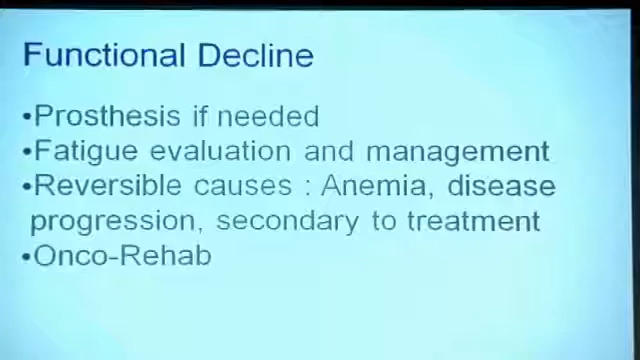 Functional Decline
•Prosthesis if needed
•Fatigue evaluation and management
•Reversible causes : Anemia, disease
progression, secondary to treatment
•Onco-Rehab